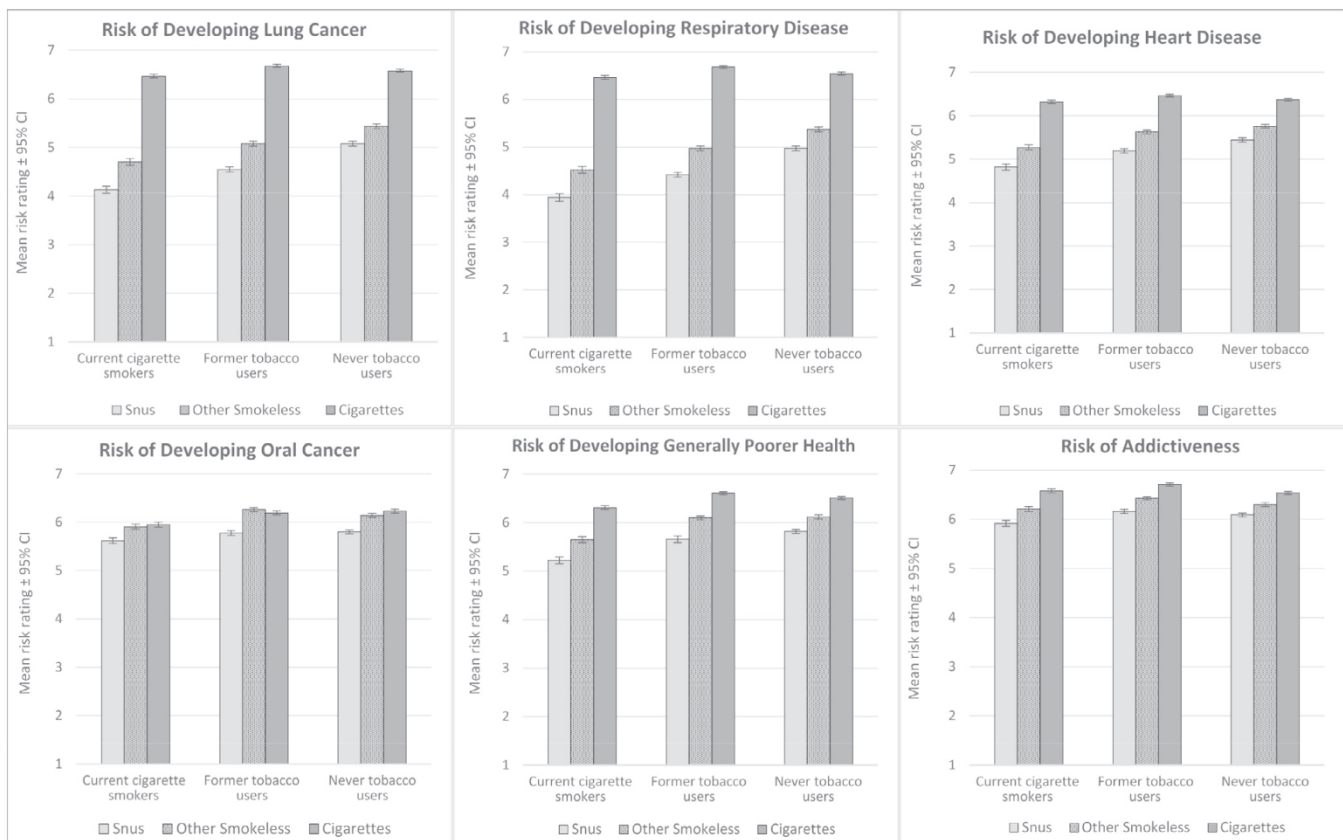 Risk of Developing Lung Cancer
Mean risk rating ± 95% CI
7
6
5
4
3
2
1
Current cigarette
smokers
Former tobacco
users
Never tobacco
users
Snus
Other Smokeless
Cigarettes
Risk of Developing Respiratory Disease
Mean risk rating ± 95% CI
7
6
5
4
3
2
1
Current cigarette
smokers
Former tobacco
users
Never tobacco
users
Snus
Other Smokeless
Cigarettes
Risk of Developing Heart Disease
Mean risk rating ± 95% CI
7
6
5
4
3
2
1
Current cigarette
smokers
Former tobacco
users
Never tobacco
users
Snus
Other Smokeless
Cigarettes
Risk of Developing Oral Cancer
Mean risk rating ± 95% CI
7
6
5
4
3
2
1
Current cigarette
smokers
Former tobacco
users
Never tobacco
users
Snus
Other Smokeless
Cigarettes
Risk of Developing Generally Poorer Health
Mean risk rating ± 95% CI
7
6
5
4
3
2
1
Current cigarette
smokers
Former tobacco
users
Never tobacco
users
Snus
Other Smokeless
Cigarettes
Risk of Addictiveness
Mean risk rating ± 95% CI
7
6
5
4
3
2
1
Current cigarette
smokers
Former tobacco
users
Never tobacco
users
Snus
Other Smokeless
Cigarettes